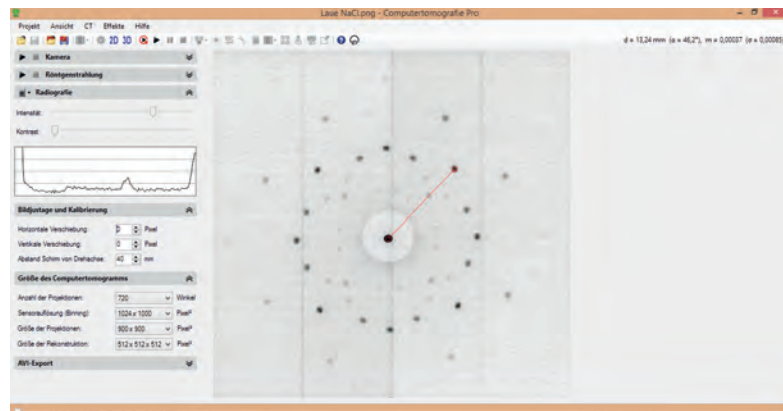 Laue NaCl.png - Computertomografie Pro
Projekt Ansicht CT Effekte Hilfe
2D 3D
d = 13,24 mm (α = 46,2°), m = 0,00037 (σ = 0,00085)
Kamera
Röntgenstrahlung
Radiografie
Intensität:
Kontrast:
Bildjustage und Kalibrierung
Horizontale Verschiebung: 0 Pixel
Vertikale Verschiebung: 0 Pixel
Abstand Schirm von Drehachse: 40 mm
Größe des Computertomogramms
Anzahl der Projektionen: 720 Winkel
Sensorauflösung (Binning): 1024 x 1000 Pixel²
Größe der Projektionen: 900 x 900 Pixel²
Größe der Rekonstruktion: 512 x 512 x 512 Pixel³
AVI-Export